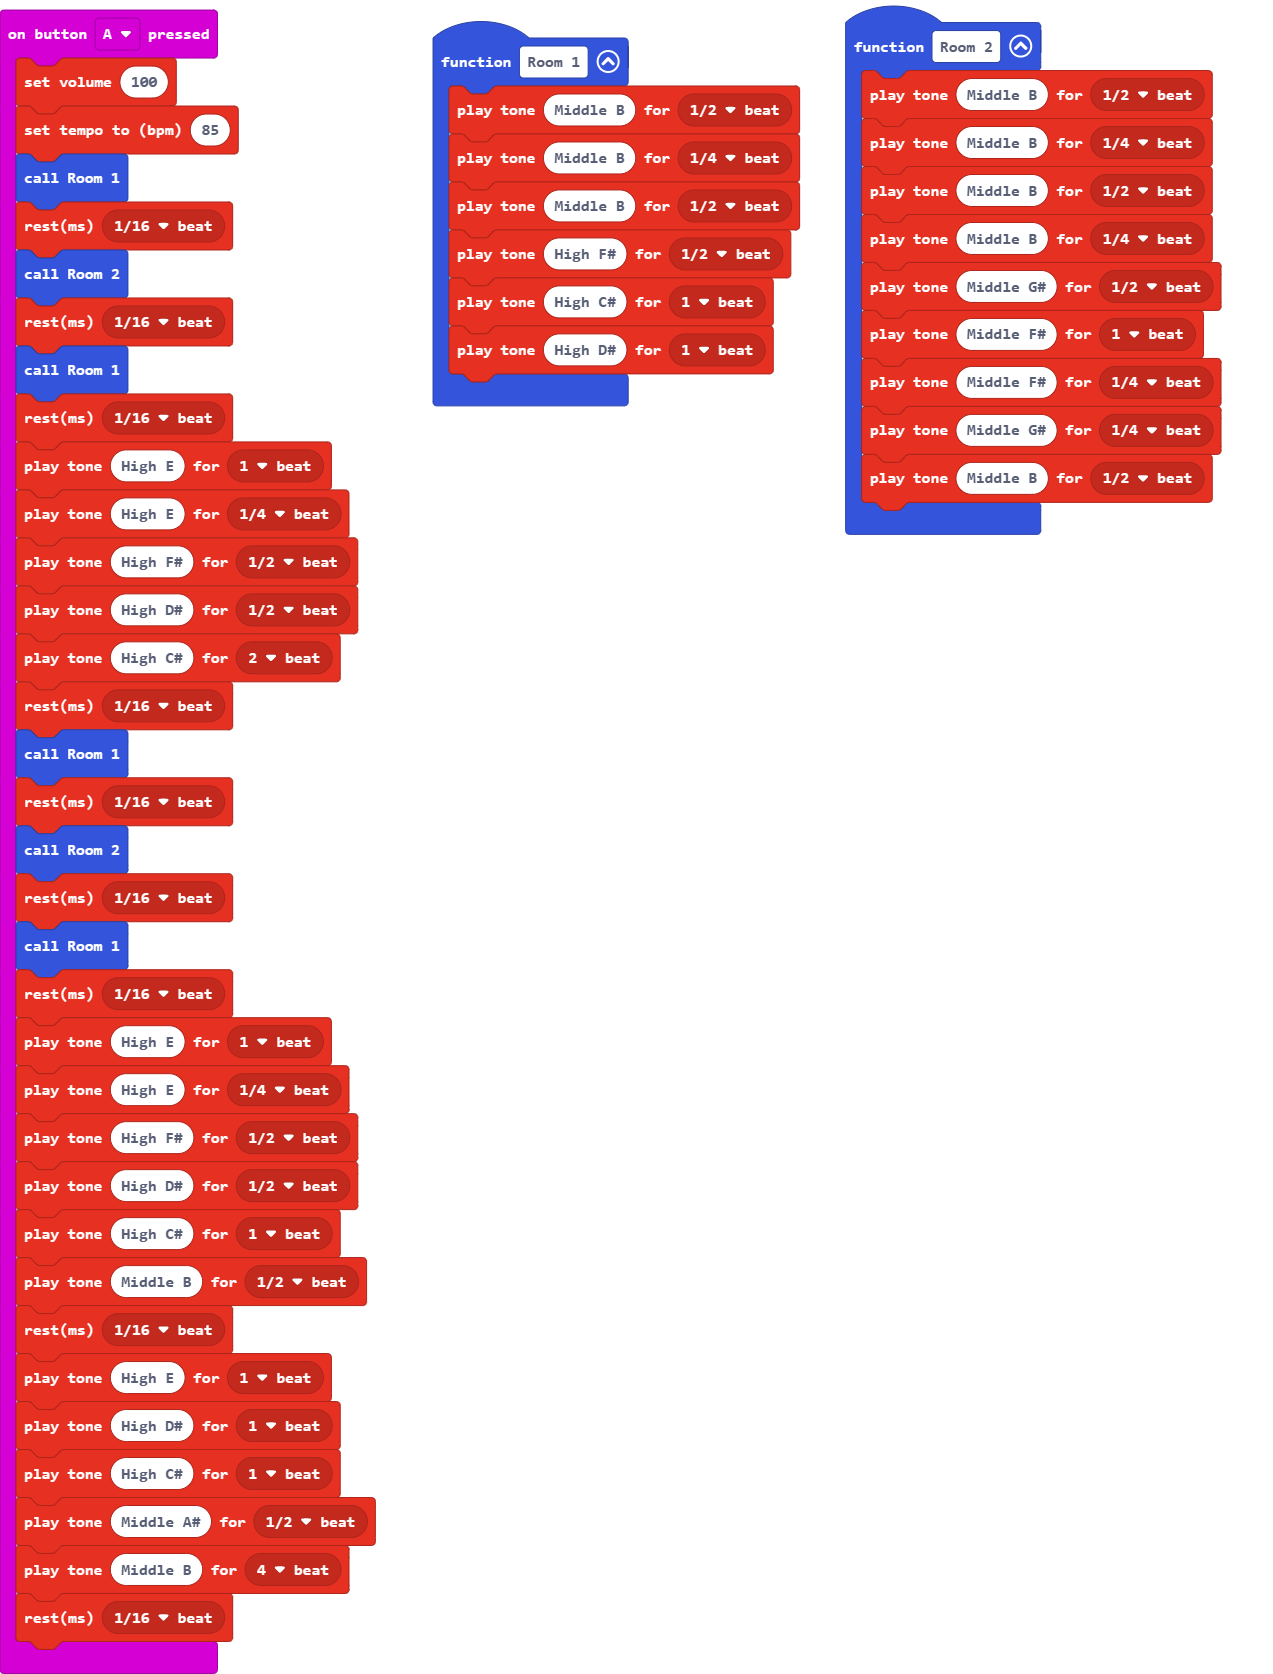 on button A pressed
set volume 100
set tempo to (bpm) 85
call Room 1
rest(ms) 1/16 beat
call Room 2
rest(ms) 1/16 beat
call Room 1
rest(ms) 1/16 beat
play tone High E for 1 beat
play tone High E for 1/4 beat
play tone High F# for 1/2 beat
play tone High D# for 1/2 beat
play tone High C# for 2 beat
rest(ms) 1/16 beat
call Room 1
rest(ms) 1/16 beat
call Room 2
rest(ms) 1/16 beat
call Room 1
rest(ms) 1/16 beat
play tone High E for 1 beat
play tone High E for 1/4 beat
play tone High F# for 1/2 beat
play tone High D# for 1/2 beat
play tone High C# for 1 beat
play tone Middle B for 1/2 beat
rest(ms) 1/16 beat
play tone High E for 1 beat
play tone High D# for 1 beat
play tone High C# for 1 beat
play tone Middle A# for 1/2 beat
play tone Middle B for 4 beat
rest(ms) 1/16 beat
function Room 1
play tone Middle B for 1/2 beat
play tone Middle B for 1/4 beat
play tone Middle B for 1/2 beat
play tone High F# for 1/2 beat
play tone High C# for 1 beat
play tone High D# for 1 beat
function Room 2
play tone Middle B for 1/2 beat
play tone Middle B for 1/4 beat
play tone Middle B for 1/2 beat
play tone Middle B for 1/4 beat
play tone Middle G# for 1/2 beat
play tone Middle F# for 1 beat
play tone Middle F# for 1/4 beat
play tone Middle G# for 1/4 beat
play tone Middle B for 1/2 beat